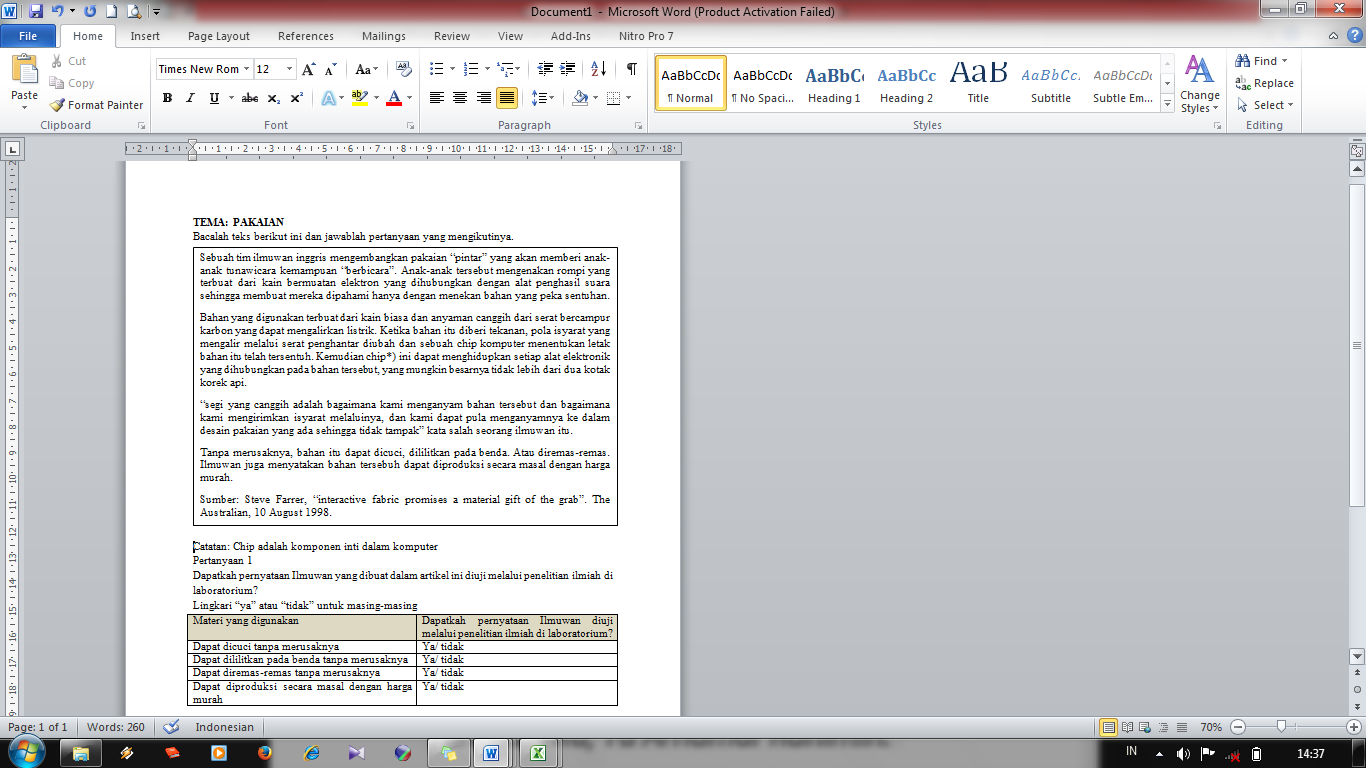 Document1 - Microsoft Word (Product Activation Failed)
File Home Insert Page Layout References Mailings Review View Add-Ins Nitro Pro 7
Paste
Cut
Copy
Format Painter
Clipboard
Times New Rom 12
Font
Paragraph
AaBbCcDc AaBbCcDc AaBbCc AaBbCc AaB AaBbCcI AaBbCcDc
¶ Normal ¶ No Spaci... Heading 1 Heading 2 Title Subtitle Subtle Em...
Change Styles
Styles
Find
Replace
Select
Editing
TEMA: PAKAIAN
Bacalah teks berikut ini dan jawablah pertanyaan yang mengikutinya.
Sebuah tim ilmuwan inggris mengembangkan pakaian “pintar” yang akan memberi anak-
anak tunawicara kemampuan “berbicara”. Anak-anak tersebut mengenakan rompi yang
terbuat dari kain bermuatan elektron yang dihubungkan dengan alat penghasil suara
sehingga membuat mereka dipahami hanya dengan menekan bahan yang peka sentuhan.
Bahan yang digunakan terbuat dari kain biasa dan anyaman canggih dari serat bercampur
karbon yang dapat mengalirkan listrik. Ketika bahan itu diberi tekanan, pola isyarat yang
mengalir melalui serat penghantar diubah dan sebuah chip komputer menentukan letak
bahan itu telah tersentuh. Kemudian chip*) ini dapat menghidupkan setiap alat elektronik
yang dihubungkan pada bahan tersebut, yang mungkin besarnya tidak lebih dari dua kotak
korek api.
“segi yang canggih adalah bagaimana kami menganyam bahan tersebut dan bagaimana
kami mengirimkan isyarat melaluinya, dan kami dapat pula menganyamnya ke dalam
desain pakaian yang ada sehingga tidak tampak” kata salah seorang ilmuwan itu.
Tanpa merusaknya, bahan itu dapat dicuci, dililitkan pada benda. Atau diremas-remas.
Ilmuwan juga menyatakan bahan tersebuh dapat diproduksi secara masal dengan harga
murah.
Sumber: Steve Farrer, “interactive fabric promises a material gift of the grab”. The
Australian, 10 August 1998.
Catatan: Chip adalah komponen inti dalam komputer
Pertanyaan 1
Dapatkah pernyataan Ilmuwan yang dibuat dalam artikel ini diuji melalui penelitian ilmiah di
laboratorium?
Lingkari “ya” atau “tidak” untuk masing-masing
Materi yang digunakan
Dapatkah pernyataan Ilmuwan diuji
melalui penelitian ilmiah di laboratorium?
Dapat dicuci tanpa merusaknya Ya/ tidak
Dapat dililitkan pada benda tanpa merusaknya Ya/ tidak
Dapat diremas-remas tanpa merusaknya Ya/ tidak
Dapat diproduksi secara masal dengan harga
murah
Ya/ tidak
Page: 1 of 1 Words: 260 Indonesian 70%
IN 14:37